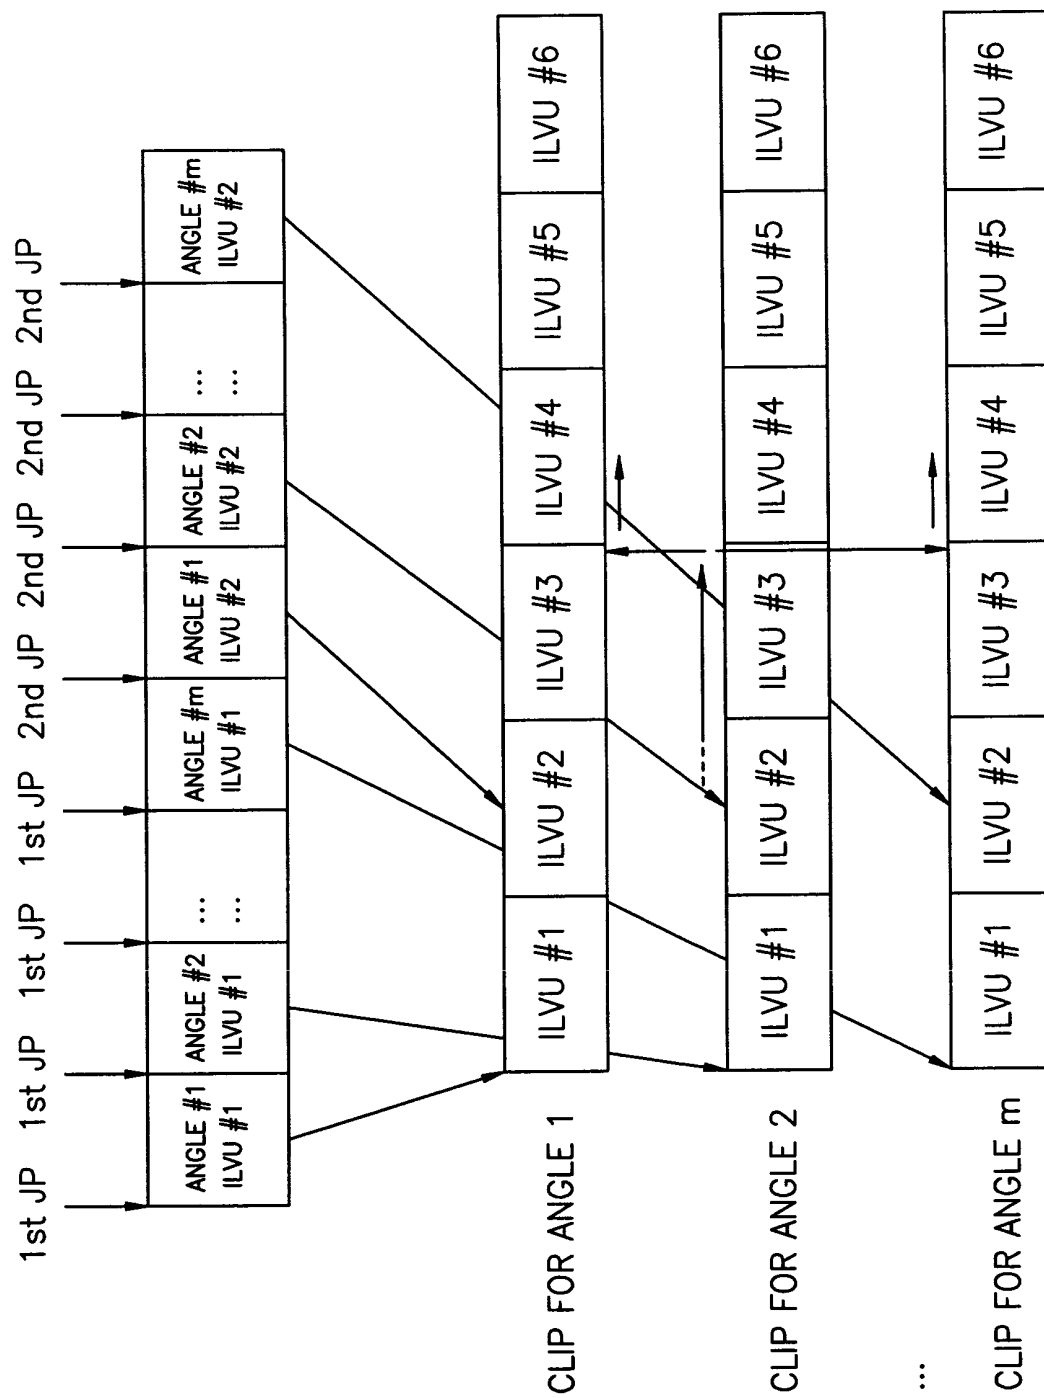 1st JP 1st JP 1st JP 1st JP 2nd JP 2nd JP 2nd JP 2nd JP
ANGLE #1
ILVU #1
ANGLE #2
ILVU #1
...
...
ANGLE #m
ILVU #1
ANGLE #1
ILVU #2
ANGLE #2
ILVU #2
...
...
ANGLE #m
ILVU #2
CLIP FOR ANGLE 1 ILVU #1 ILVU #2 ILVU #3 ILVU #4 ILVU #5 ILVU #6
CLIP FOR ANGLE 2 ILVU #1 ILVU #2 ILVU #3 ILVU #4 ILVU #5 ILVU #6
...
CLIP FOR ANGLE m ILVU #1 ILVU #2 ILVU #3 ILVU #4 ILVU #5 ILVU #6